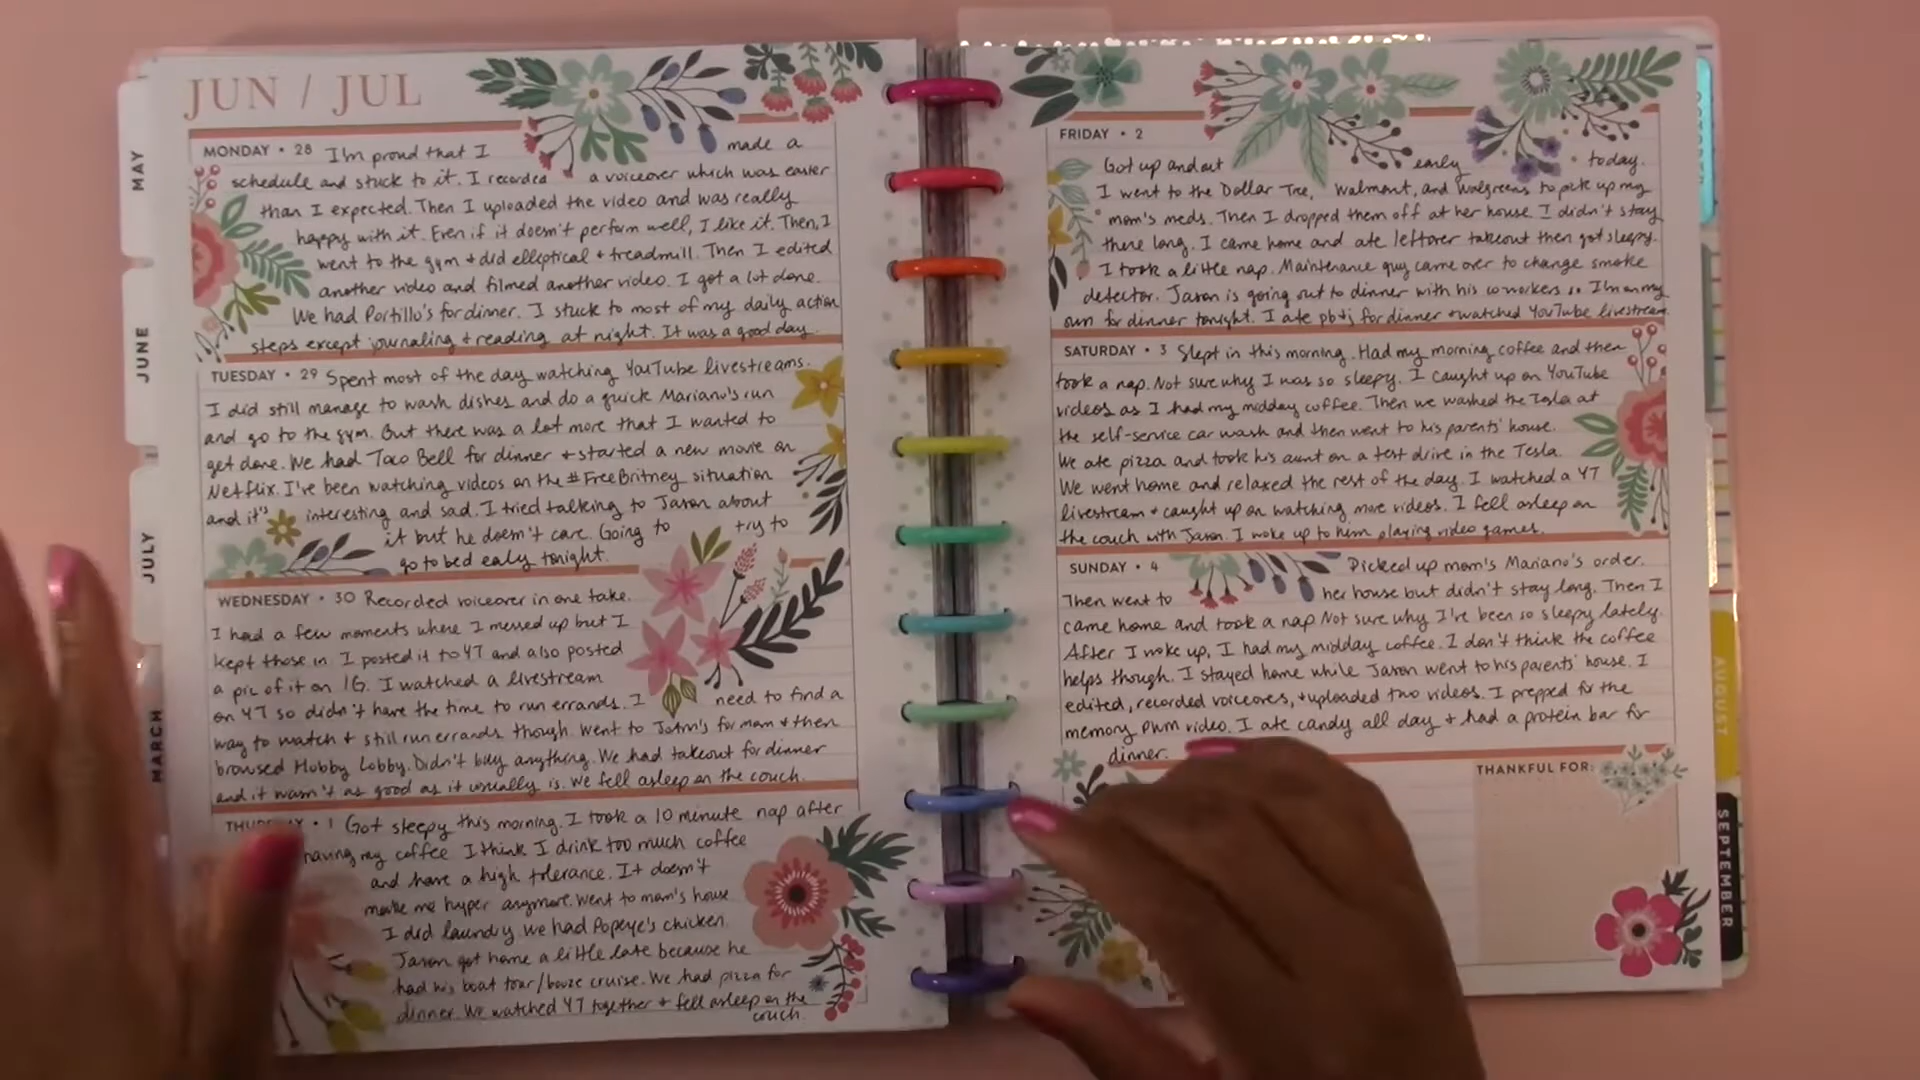 JUN / JUL
MONDAY • 28 I'm proud that I made a
schedule and stuck to it. I recorded a voiceover which was easier
than I expected. Then I uploaded the video and was really
happy with it. Even if it doesn't perform well, I like it. Then, I
went to the gym + did elliptical + treadmill. Then I edited
another video and filmed another video. I got a lot done.
We had Portillo's for dinner. I stuck to most of my daily action
steps except journaling + reading at night. It was a good day.
TUESDAY • 29 Spent most of the day watching YouTube livestreams.
I did still manage to wash dishes and do a quick Mariano's run
and go to the gym. But there was a lot more that I wanted to
get done. We had Taco Bell for dinner + started a new movie on
Netflix. I've been watching videos on the #FreeBritney situation
and it's interesting and sad. I tried talking to Jason about
it but he doesn't care. Going to try to
go to bed ealy tonight.
WEDNESDAY • 30 Recorded voiceover in one take.
I had a few moments where I messed up but I
kept those in. I posted it to YT and also posted
a pic of it on IG. I watched a livestream
on YT so didn't have the time to run errands. I need to find a
way to watch + still run errands though. Went to JoAnn's for mom + then
browsed Hobby Lobby. Didn't buy anything. We had takeout for dinner
and it wasn't as good as it usually is. We fell asleep on the couch.
THURSDAY • 1 Got sleepy this morning. I took a 10 minute nap after
having my coffee I think I drink too much coffee
and have a high tolerance. It doesn't
make me hyper anymore. Went to mom's house
I did laundry we had Popeye's chicken.
Jason got home a little late because he
had his boat tour/booze cruise. We had pizza for
dinner. We watched YT together + fell asleep on the
couch.
FRIDAY • 2
Got up and out early today.
I went to the Dollar Tree, Walmart, and Walgreens to pick up my
mom's meds. Then I dropped them off at her house. I didn't stay
there long. I came home and ate leftover takeout then got sleepy.
I took a little nap. Maintenance guy came over to change smoke
detector. Jason is going out to dinner with his coworkers so I'm on my
own for dinner tonight. I ate pb+j for dinner + watched YouTube livestream.
SATURDAY • 3 Slept in this morning. Had my morning coffee and then
took a nap. Not sure why I was so sleepy. I caught up on YouTube
videos as I had my midday coffee. Then we washed the Tesla at
the self-service car wash and then went to his parents' house.
We ate pizza and took his aunt on a test drive in the Tesla.
We went home and relaxed the rest of the day. I watched a YT
livestream + caught up on watching more videos. I fell asleep on
the couch with Jason. I woke up to him playing video games.
SUNDAY • 4 Picked up mom's Mariano's order.
Then went to her house but didn't stay long. Then I
came home and took a nap Not sure why I've been so sleepy lately.
After I woke up, I had my midday coffee. I don't think the coffee
helps though. I stayed home while Jason went to his parents' house. I
edited, recorded voiceovers, + uploaded two videos. I prepped for the
memory PWM video. I ate candy all day + had a protein bar for
dinner.
THANKFUL FOR:
MAY
JUNE
JULY
MARCH
AUGUST
SEPTEMBER